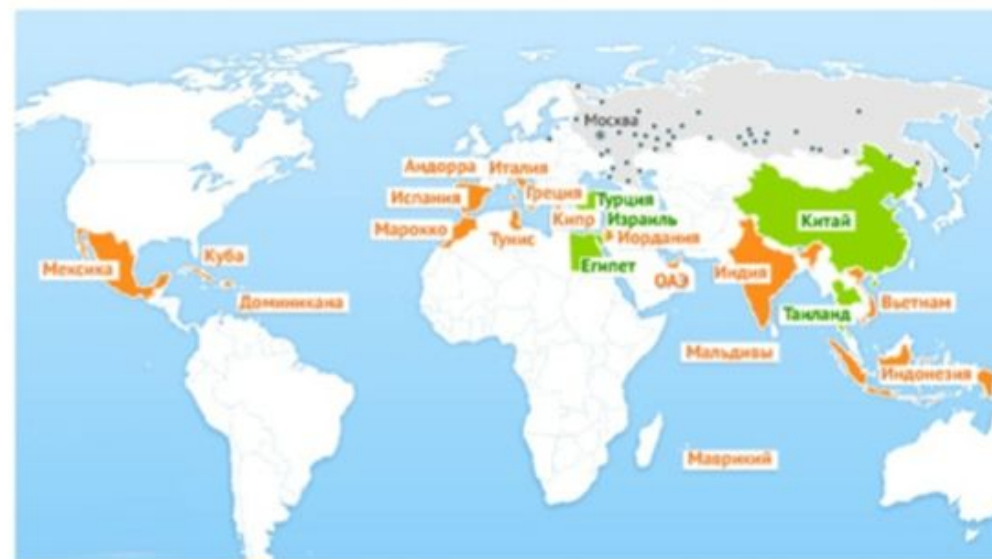 Москва
Андорра
Италия
Испания
Греция
Турция
Марокко
Тунис
Кипр
Израиль
Иордания
Китай
Куба
Мексика
Египет
ОАЭ
Индия
Доминикана
Таиланд
Вьетнам
Мальдивы
Индонезия
Маврикий